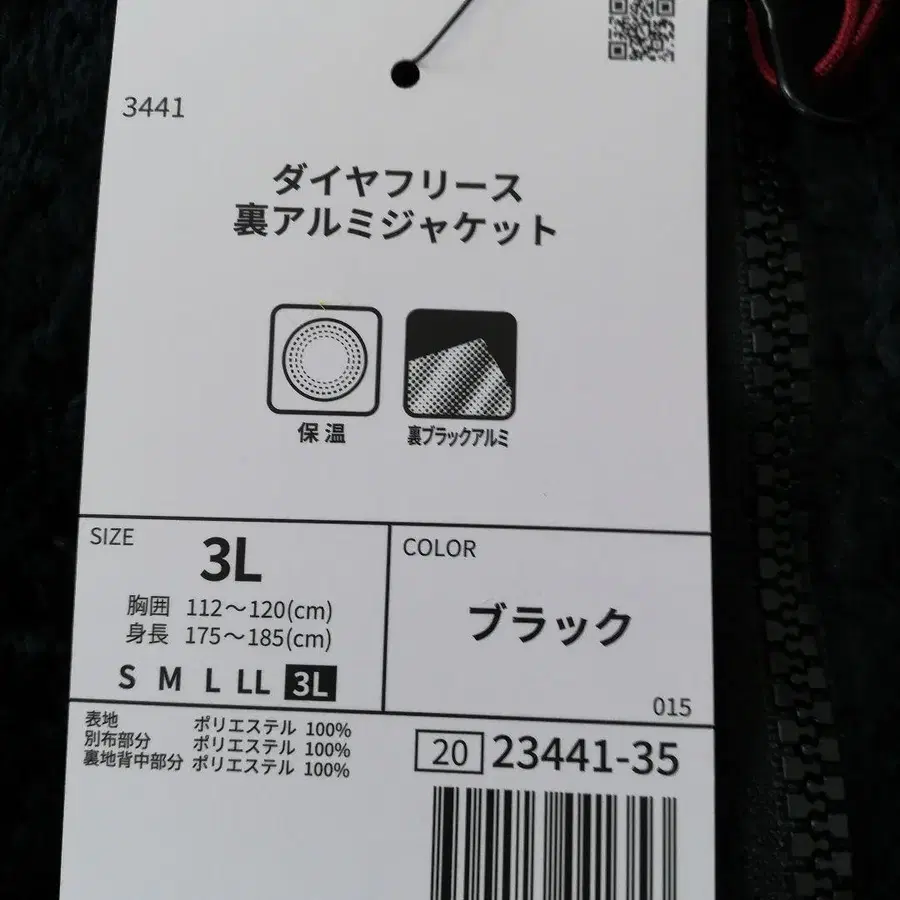 3441
ダイヤフリース
裏アルミジャケット
保温
裏ブラックアルミ
SIZE
3L
胸囲 112～120(cm)
身長 175～185(cm)
S M L LL 3L
COLOR
ブラック
015
表地 ポリエステル 100%
別布部分 ポリエステル 100%
裏地背中部分 ポリエステル 100%
20 23441-35